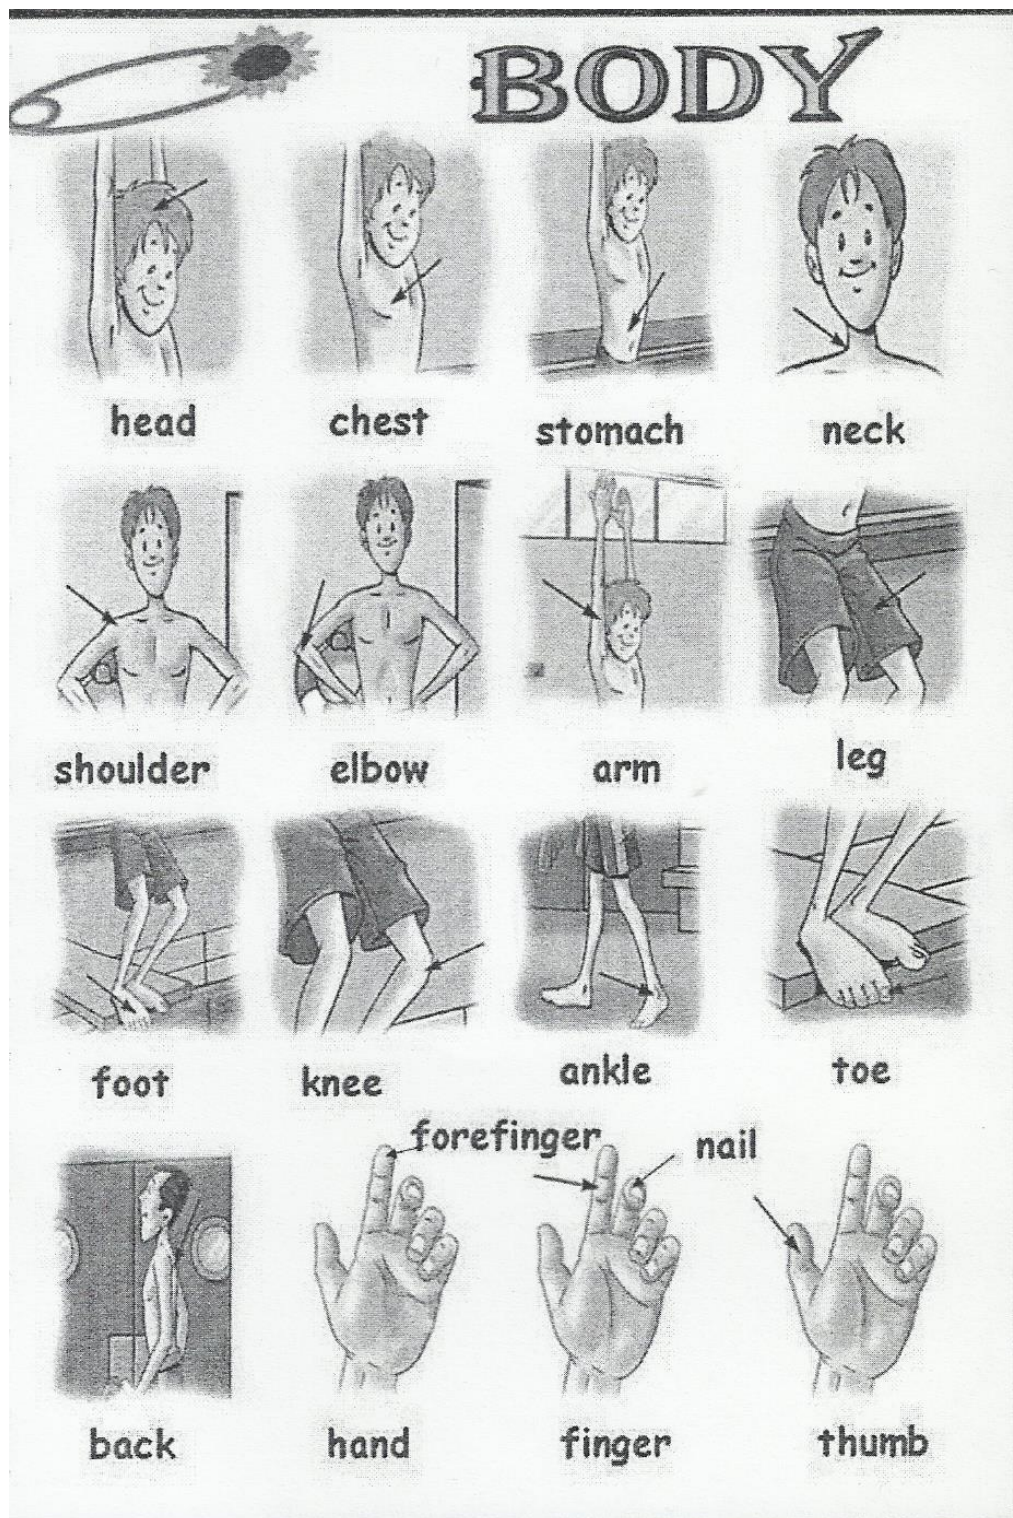 BODY
head chest stomach neck
shoulder elbow arm leg
foot knee ankle toe
forefinger nail
back hand finger thumb